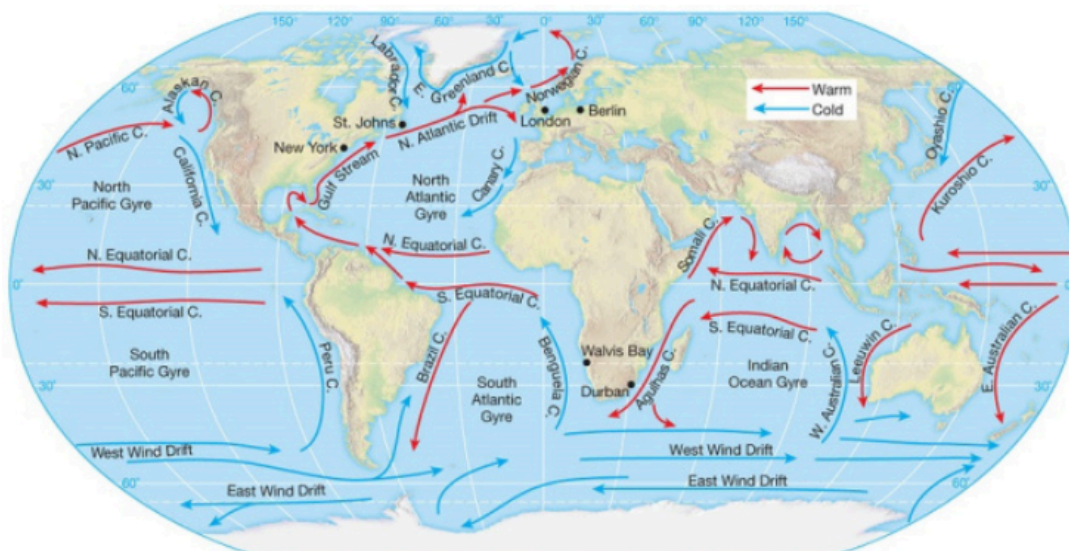 150°
120°
90°
60°
30°
0°
30°
60°
90°
120°
150°
Labrador C.
E. Greenland C.
Norwegian C.
Alaskan C.
Warm
Cold
London
Berlin
St. Johns
N. Atlantic Drift
New York
Gulf Stream
N. Pacific C.
California C.
Canary C.
Oyashio C.
Kuroshio C.
30°
30°
North
Pacific Gyre
North
Atlantic
Gyre
Somali C.
N. Equatorial C.
N. Equatorial C.
N. Equatorial C.
0°
0°
S. Equatorial C.
S. Equatorial C.
S. Equatorial C.
South
Pacific Gyre
Peru C.
Brazil C.
South
Atlantic
Gyre
Benguela C.
Walvis Bay
Durban
Agulhas C.
Indian
Ocean Gyre
W. Australian C.
Leeuwin C.
E. Australian C.
30°
30°
West Wind Drift
West Wind Drift
East Wind Drift
East Wind Drift
60°
60°